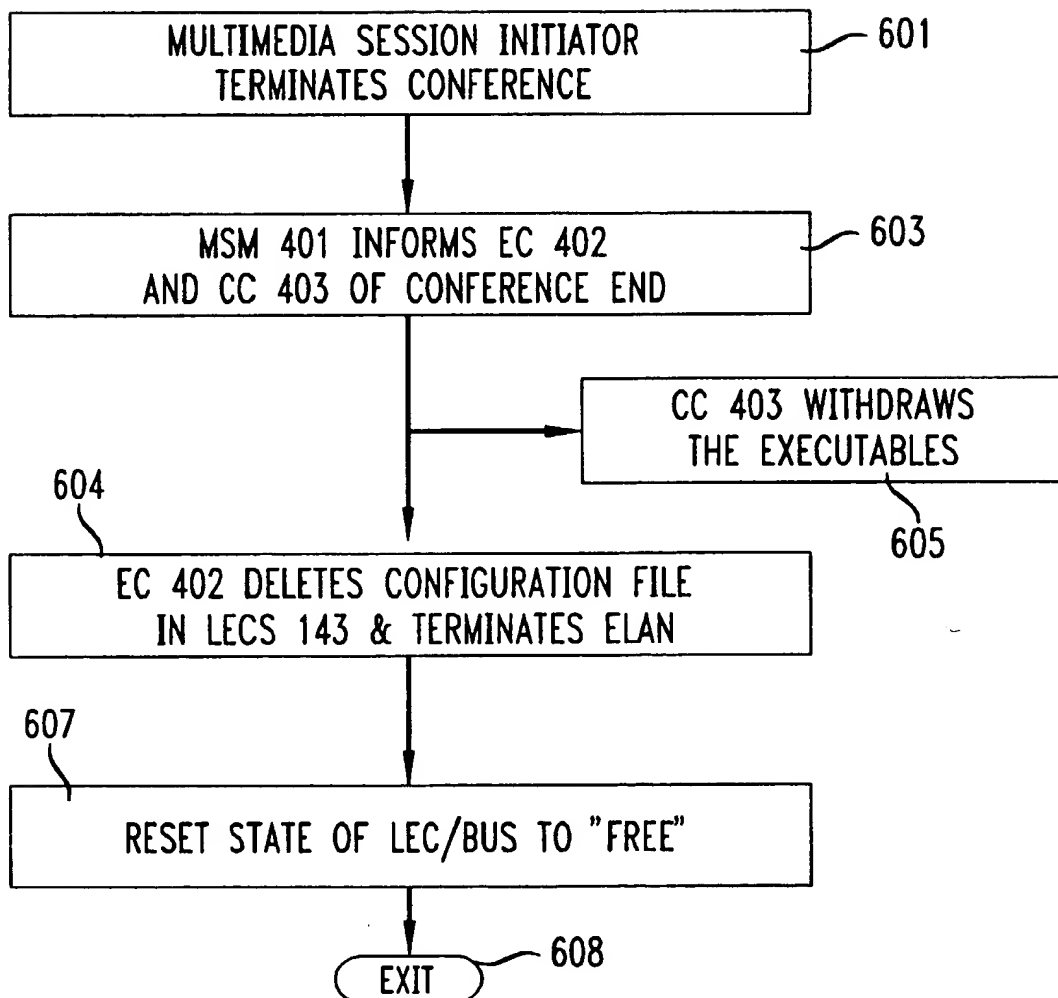 MULTIMEDIA SESSION INITIATOR
TERMINATES CONFERENCE
601
MSM 401 INFORMS EC 402
AND CC 403 OF CONFERENCE END
603
CC 403 WITHDRAWS
THE EXECUTABLES
605
604
EC 402 DELETES CONFIGURATION FILE
IN LECS 143 & TERMINATES ELAN
607
RESET STATE OF LEC/BUS TO "FREE"
EXIT
608